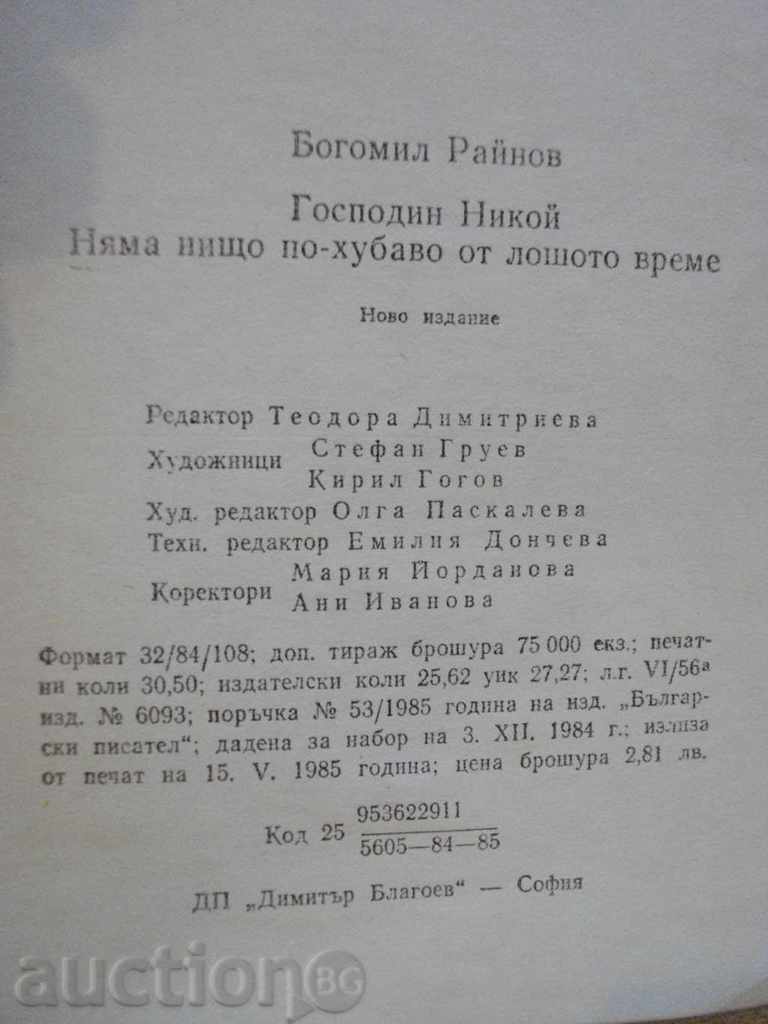 Богомил Райнов
Господин Никой
Няма нищо по-хубаво от лошото време
Ново издание
Редактор Теодора Димитриева
Художници Стефан Груев
Кирил Гогов
Худ. редактор Олга Паскалева
Техн. редактор Емилия Дончева
Коректори Мария Йорданова
Ани Иванова
Формат 32/84/108; доп. тираж брошура 75 000 екз.; печат-
ни коли 30,50; издателски коли 25,62 уик 27,27; л.г. VI/56а
изд. № 6093; поръчка № 53/1985 година на изд. „Българ-
ски писател“; дадена за набор на 3. XII. 1984 г.; излиза
от печат на 15. V. 1985 година; цена брошура 2,81 лв.
953622911
Код 25
5605—84—85
ДП „Димитър Благоев“ — София
auction BG